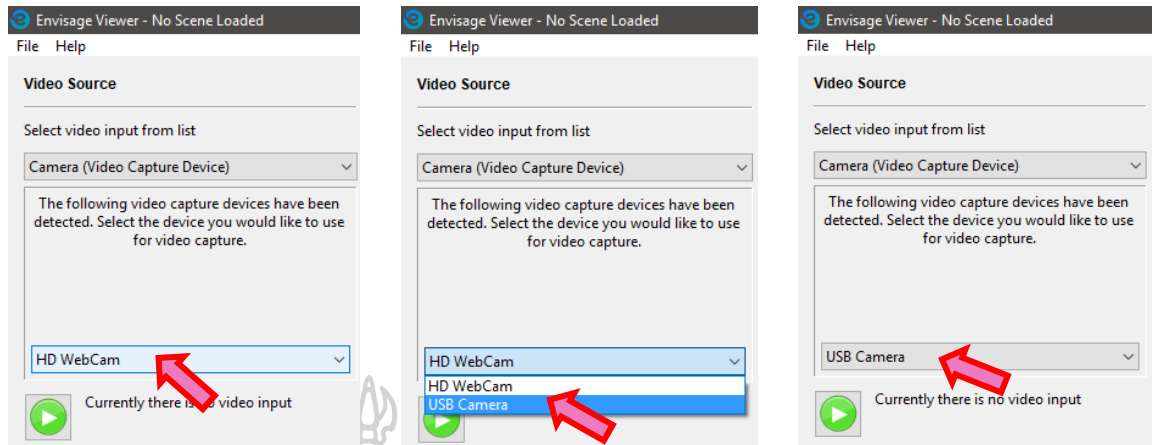 Envisage Viewer - No Scene Loaded
File Help
Video Source
Select video input from list
Camera (Video Capture Device)
The following video capture devices have been
detected. Select the device you would like to use
for video capture.
HD WebCam
Currently there is no video input
Envisage Viewer - No Scene Loaded
File Help
Video Source
Select video input from list
Camera (Video Capture Device)
The following video capture devices have been
detected. Select the device you would like to use
for video capture.
HD WebCam
HD WebCam
USB Camera
Envisage Viewer - No Scene Loaded
File Help
Video Source
Select video input from list
Camera (Video Capture Device)
The following video capture devices have been
detected. Select the device you would like to use
for video capture.
USB Camera
Currently there is no video input